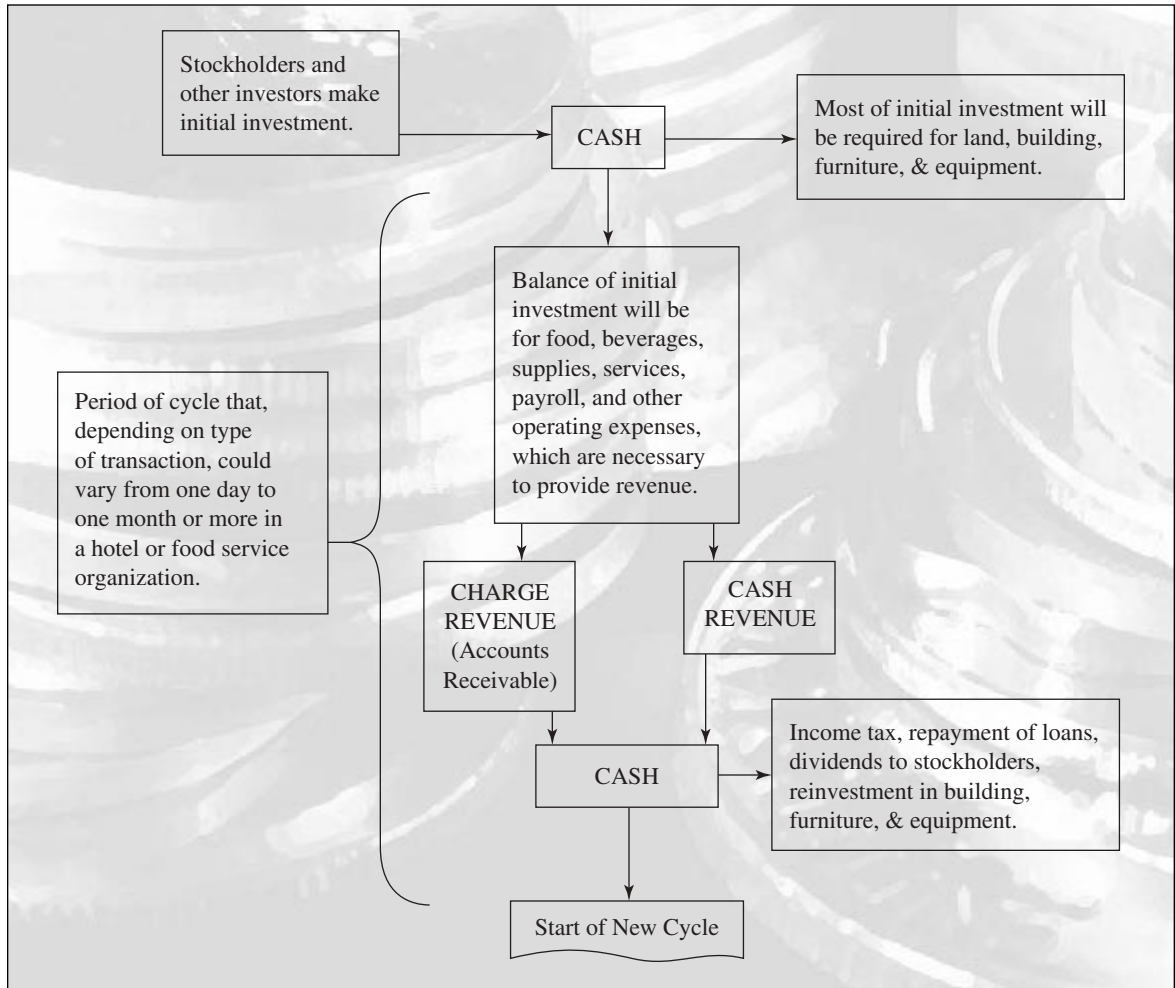 Stockholders and
other investors make
initial investment.
CASH
Most of initial investment will
be required for land, building,
furniture, & equipment.
Balance of initial
investment will be
for food, beverages,
supplies, services,
payroll, and other
operating expenses,
which are necessary
to provide revenue.
Period of cycle that,
depending on type
of transaction, could
vary from one day to
one month or more in
a hotel or food service
organization.
CHARGE
REVENUE
(Accounts
Receivable)
CASH
REVENUE
CASH
Income tax, repayment of loans,
dividends to stockholders,
reinvestment in building,
furniture, & equipment.
Start of New Cycle